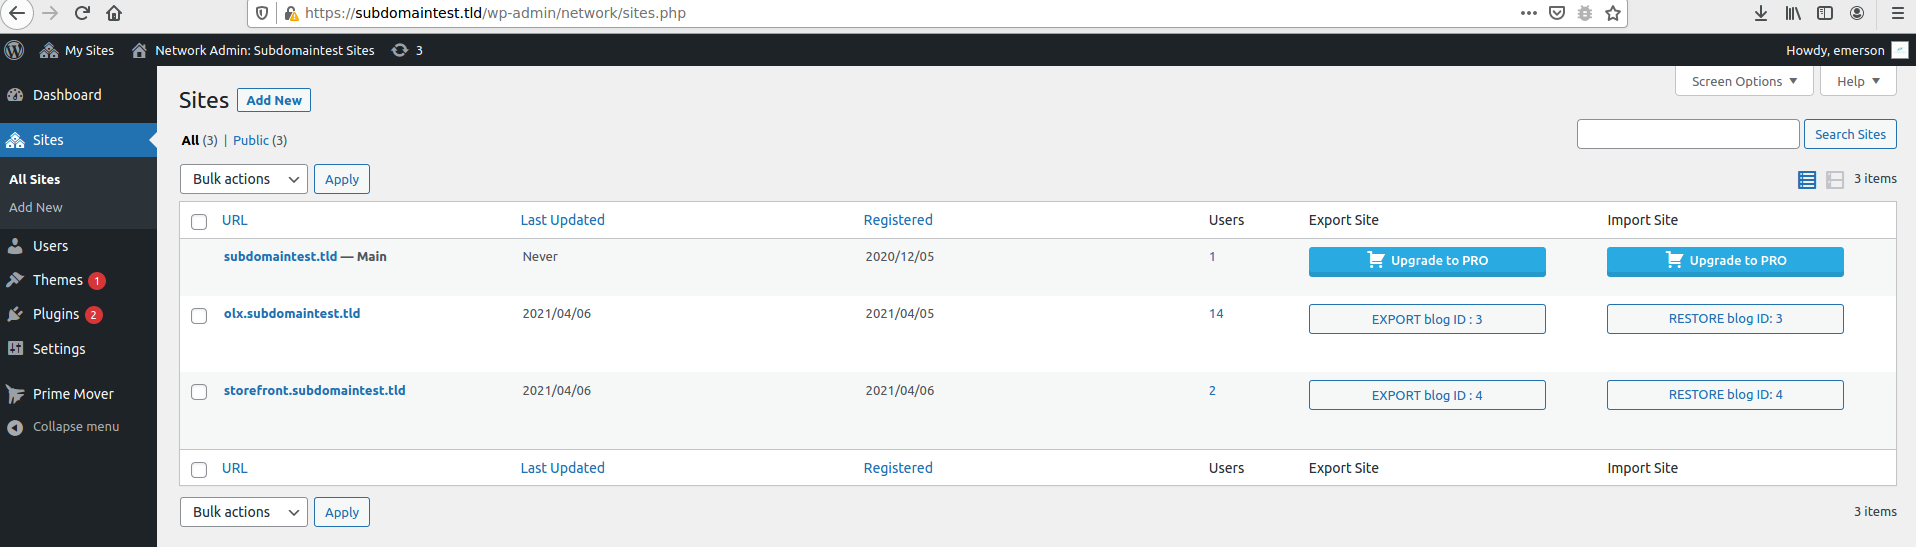 https://subdomaintest.tld/wp-admin/network/sites.php
My Sites Network Admin: Subdomaintest Sites 3 Howdy, emerson
Screen Options Help
Dashboard
Sites
All Sites
Add New
Users
Themes 1
Plugins 2
Settings
Prime Mover
Collapse menu
Sites Add New
All (3) | Public (3)
Search Sites
Bulk actions Apply 3 items
URL Last Updated Registered Users Export Site Import Site
subdomaintest.tld — Main Never 2020/12/05 1 Upgrade to PRO Upgrade to PRO
olx.subdomaintest.tld 2021/04/06 2021/04/05 14 EXPORT blog ID : 3 RESTORE blog ID: 3
storefront.subdomaintest.tld 2021/04/06 2021/04/06 2 EXPORT blog ID : 4 RESTORE blog ID: 4
URL Last Updated Registered Users Export Site Import Site
Bulk actions Apply 3 items